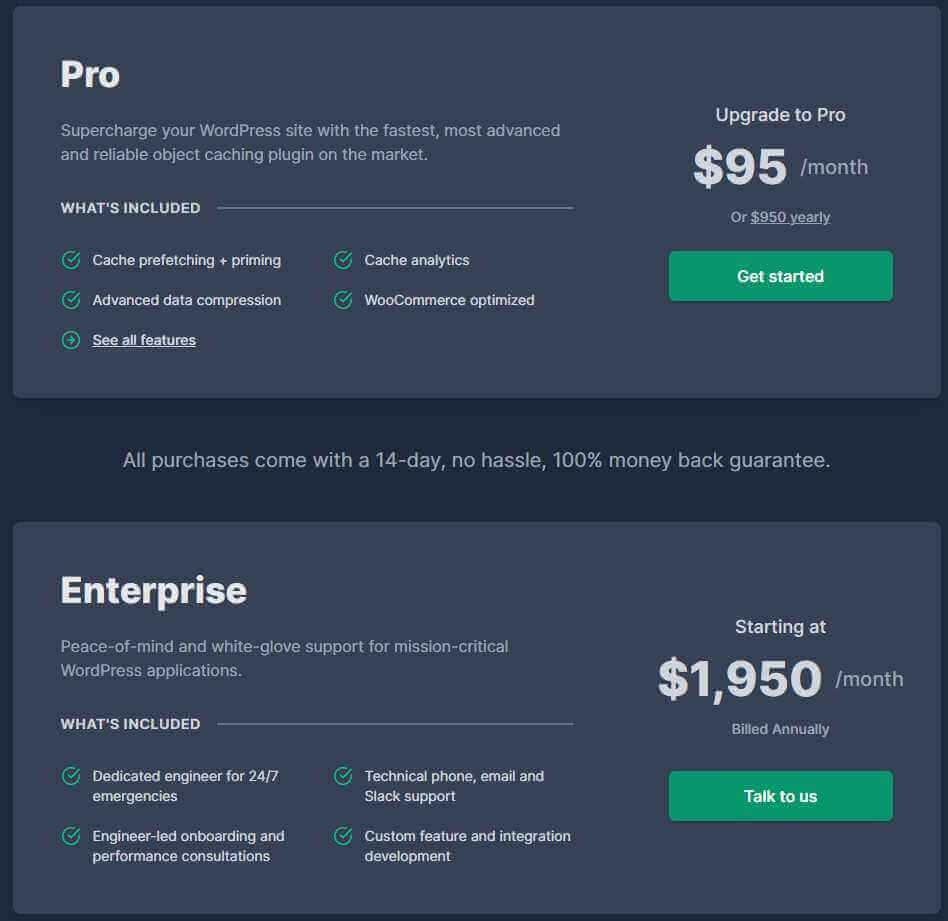 Pro
Supercharge your WordPress site with the fastest, most advanced
and reliable object caching plugin on the market.
WHAT'S INCLUDED
Cache prefetching + priming
Cache analytics
Advanced data compression
WooCommerce optimized
See all features
Upgrade to Pro
$95 /month
Or $950 yearly
Get started
All purchases come with a 14-day, no hassle, 100% money back guarantee.
Enterprise
Peace-of-mind and white-glove support for mission-critical
WordPress applications.
WHAT'S INCLUDED
Dedicated engineer for 24/7
emergencies
Technical phone, email and
Slack support
Engineer-led onboarding and
performance consultations
Custom feature and integration
development
Starting at
$1,950 /month
Billed Annually
Talk to us